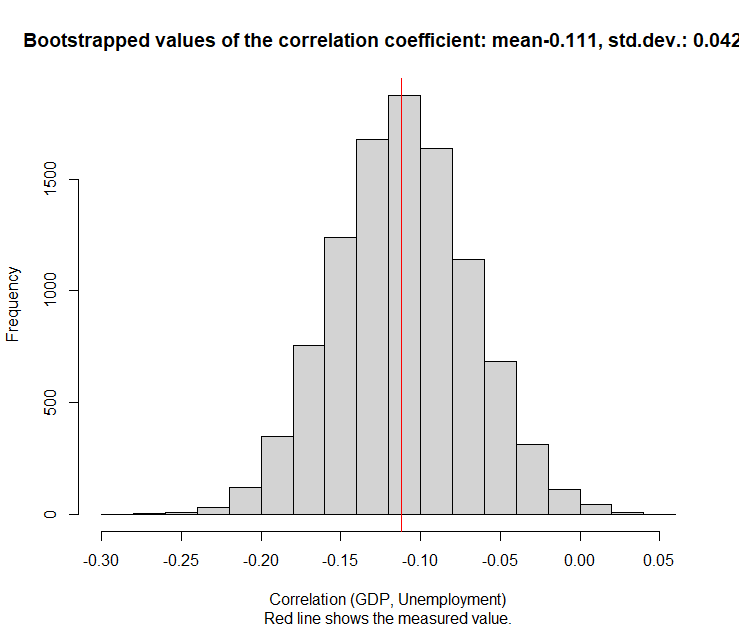 Bootstrapped values of the correlation coefficient: mean-0.111, std.dev.: 0.042
Frequency
1500
1000
500
0
-0.30 -0.25 -0.20 -0.15 -0.10 -0.05 0.00 0.05
Correlation (GDP, Unemployment)
Red line shows the measured value.